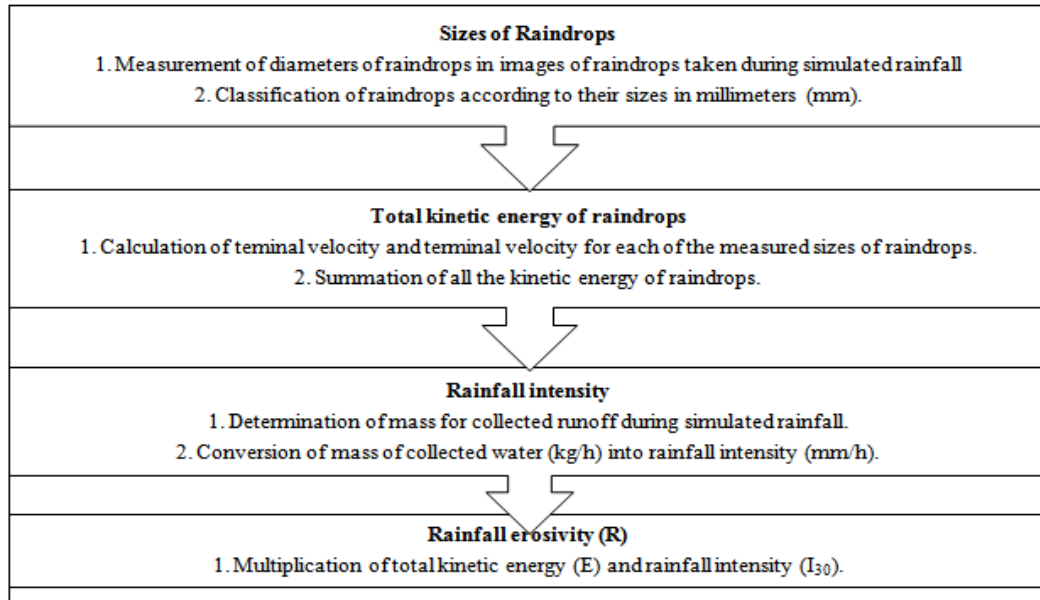 Sizes of Raindrops
1. Measurement of diameters of raindrops in images of raindrops taken during simulated rainfall
2. Classification of raindrops according to their sizes in millimeters (mm).
Total kinetic energy of raindrops
1. Calculation of teminal velocity and terminal velocity for each of the measured sizes of raindrops.
2. Summation of all the kinetic energy of raindrops.
Rainfall intensity
1. Determination of mass for collected runoff during simulated rainfall.
2. Conversion of mass of collected water (kg/h) into rainfall intensity (mm/h).
Rainfall erosivity (R)
1. Multiplication of total kinetic energy (E) and rainfall intensity (I₃₀).